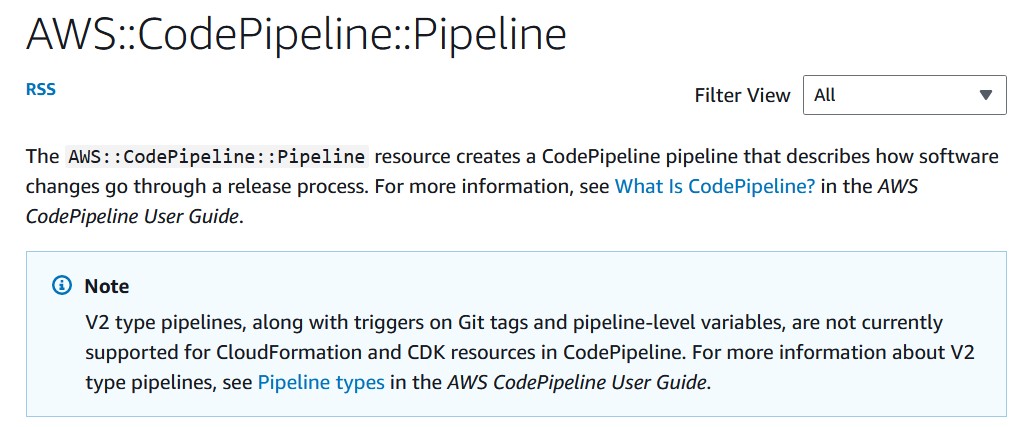 AWS::CodePipeline::Pipeline
RSS
Filter View All
The AWS::CodePipeline::Pipeline resource creates a CodePipeline pipeline that describes how software
changes go through a release process. For more information, see What Is CodePipeline? in the AWS
CodePipeline User Guide.
Note
V2 type pipelines, along with triggers on Git tags and pipeline-level variables, are not currently
supported for CloudFormation and CDK resources in CodePipeline. For more information about V2
type pipelines, see Pipeline types in the AWS CodePipeline User Guide.